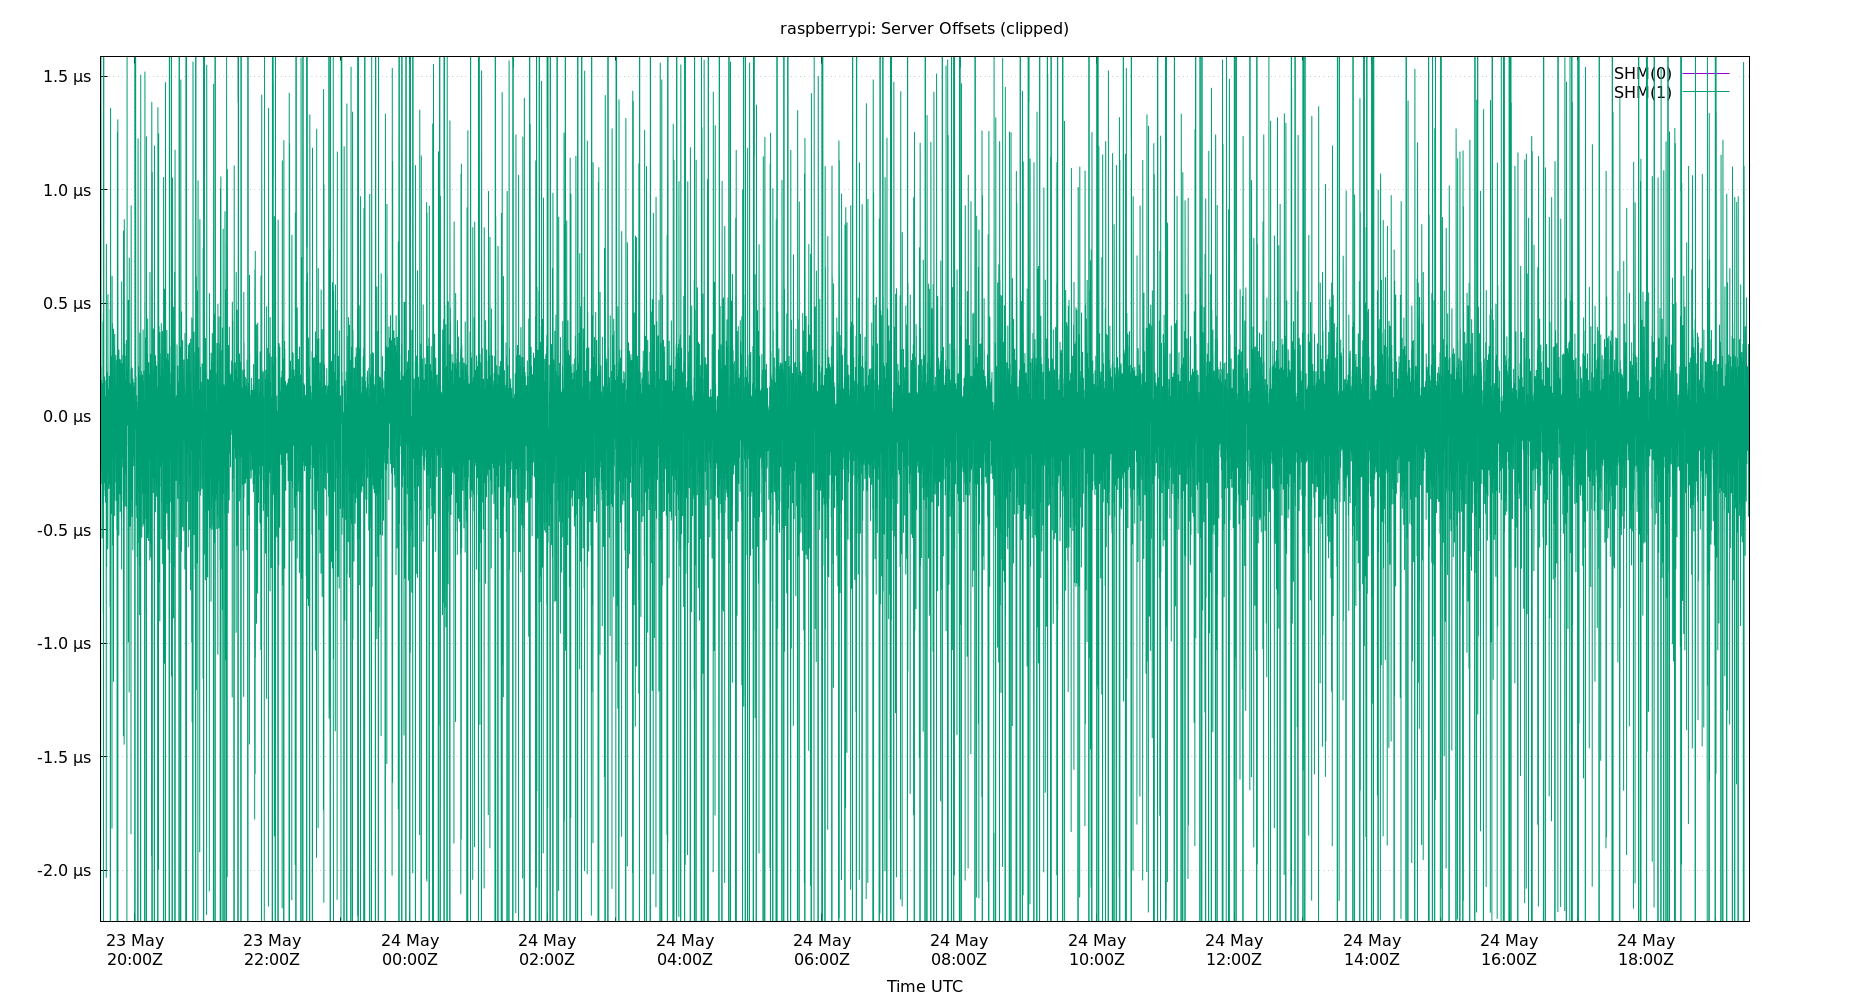 raspberrypi: Server Offsets (clipped)
1.5 µs
SHM(0)
SHM(1)
1.0 µs
0.5 µs
0.0 µs
-0.5 µs
-1.0 µs
-1.5 µs
-2.0 µs
23 May 23 May 24 May 24 May 24 May 24 May 24 May 24 May 24 May 24 May 24 May 24 May
20:00Z 22:00Z 00:00Z 02:00Z 04:00Z 06:00Z 08:00Z 10:00Z 12:00Z 14:00Z 16:00Z 18:00Z
Time UTC